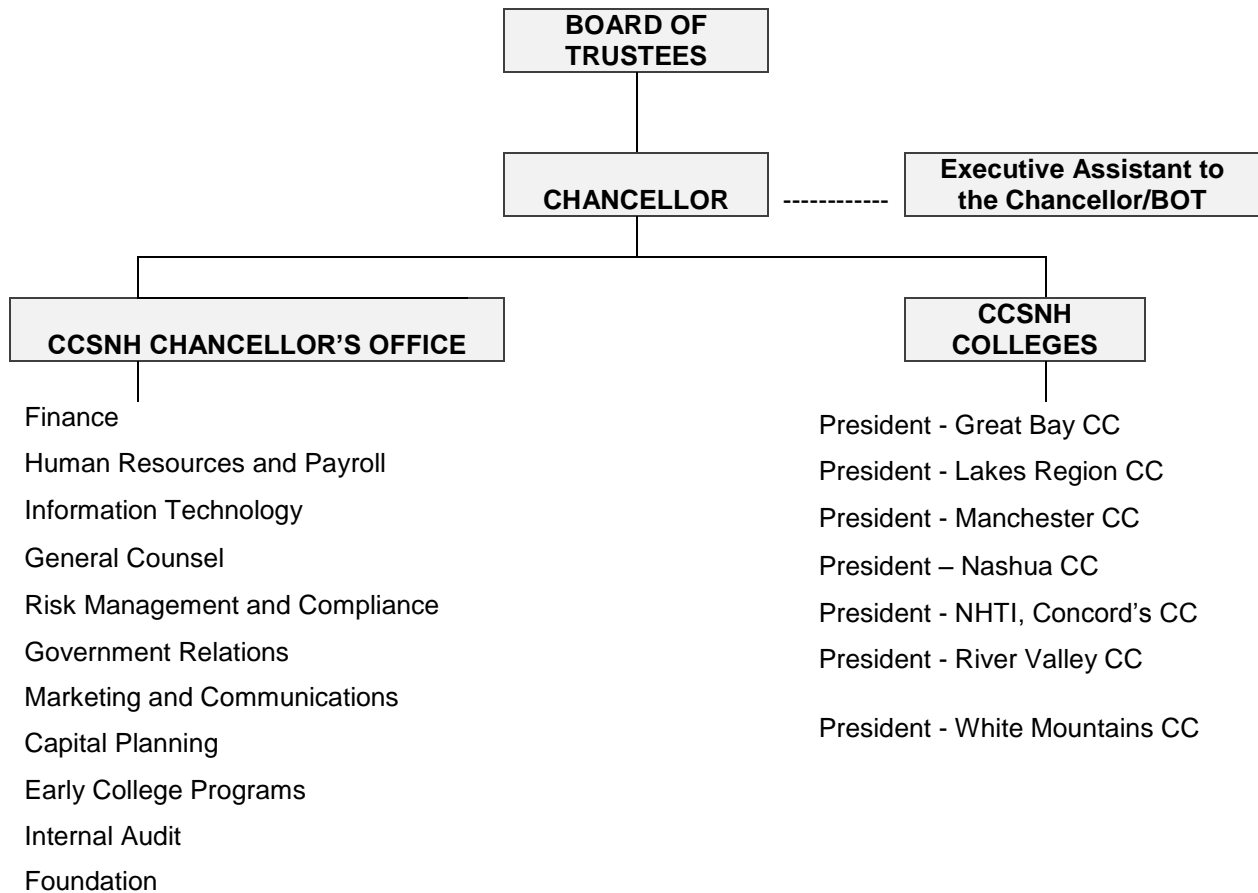 BOARD OF
TRUSTEES
CHANCELLOR
------------
Executive Assistant to
the Chancellor/BOT
CCSNH CHANCELLOR'S OFFICE
Finance
Human Resources and Payroll
Information Technology
General Counsel
Risk Management and Compliance
Government Relations
Marketing and Communications
Capital Planning
Early College Programs
Internal Audit
Foundation
CCSNH
COLLEGES
President - Great Bay CC
President - Lakes Region CC
President - Manchester CC
President – Nashua CC
President - NHTI, Concord's CC
President - River Valley CC
President - White Mountains CC